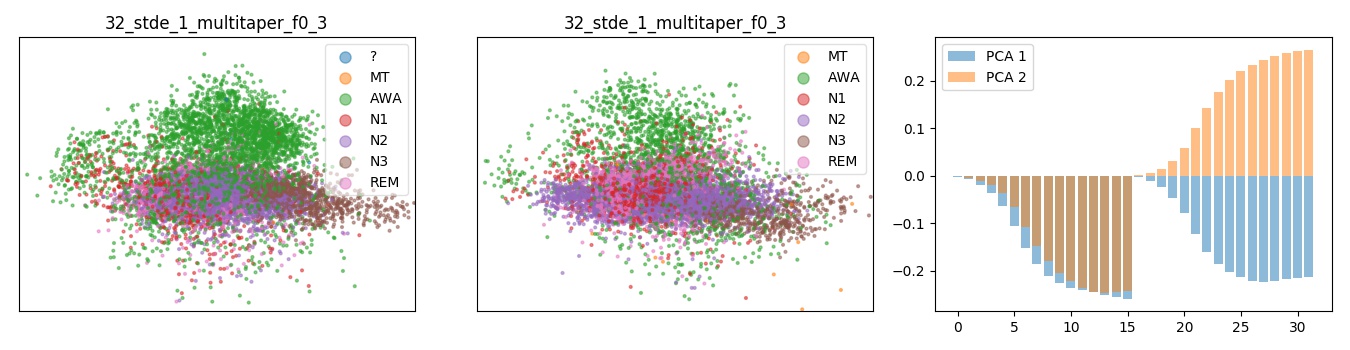 32_stde_1_multitaper_f0_3
?
MT
AWA
N1
N2
N3
REM
32_stde_1_multitaper_f0_3
MT
AWA
N1
N2
N3
REM
PCA 1
PCA 2
0.2
0.1
0.0
−0.1
−0.2
0 5 10 15 20 25 30